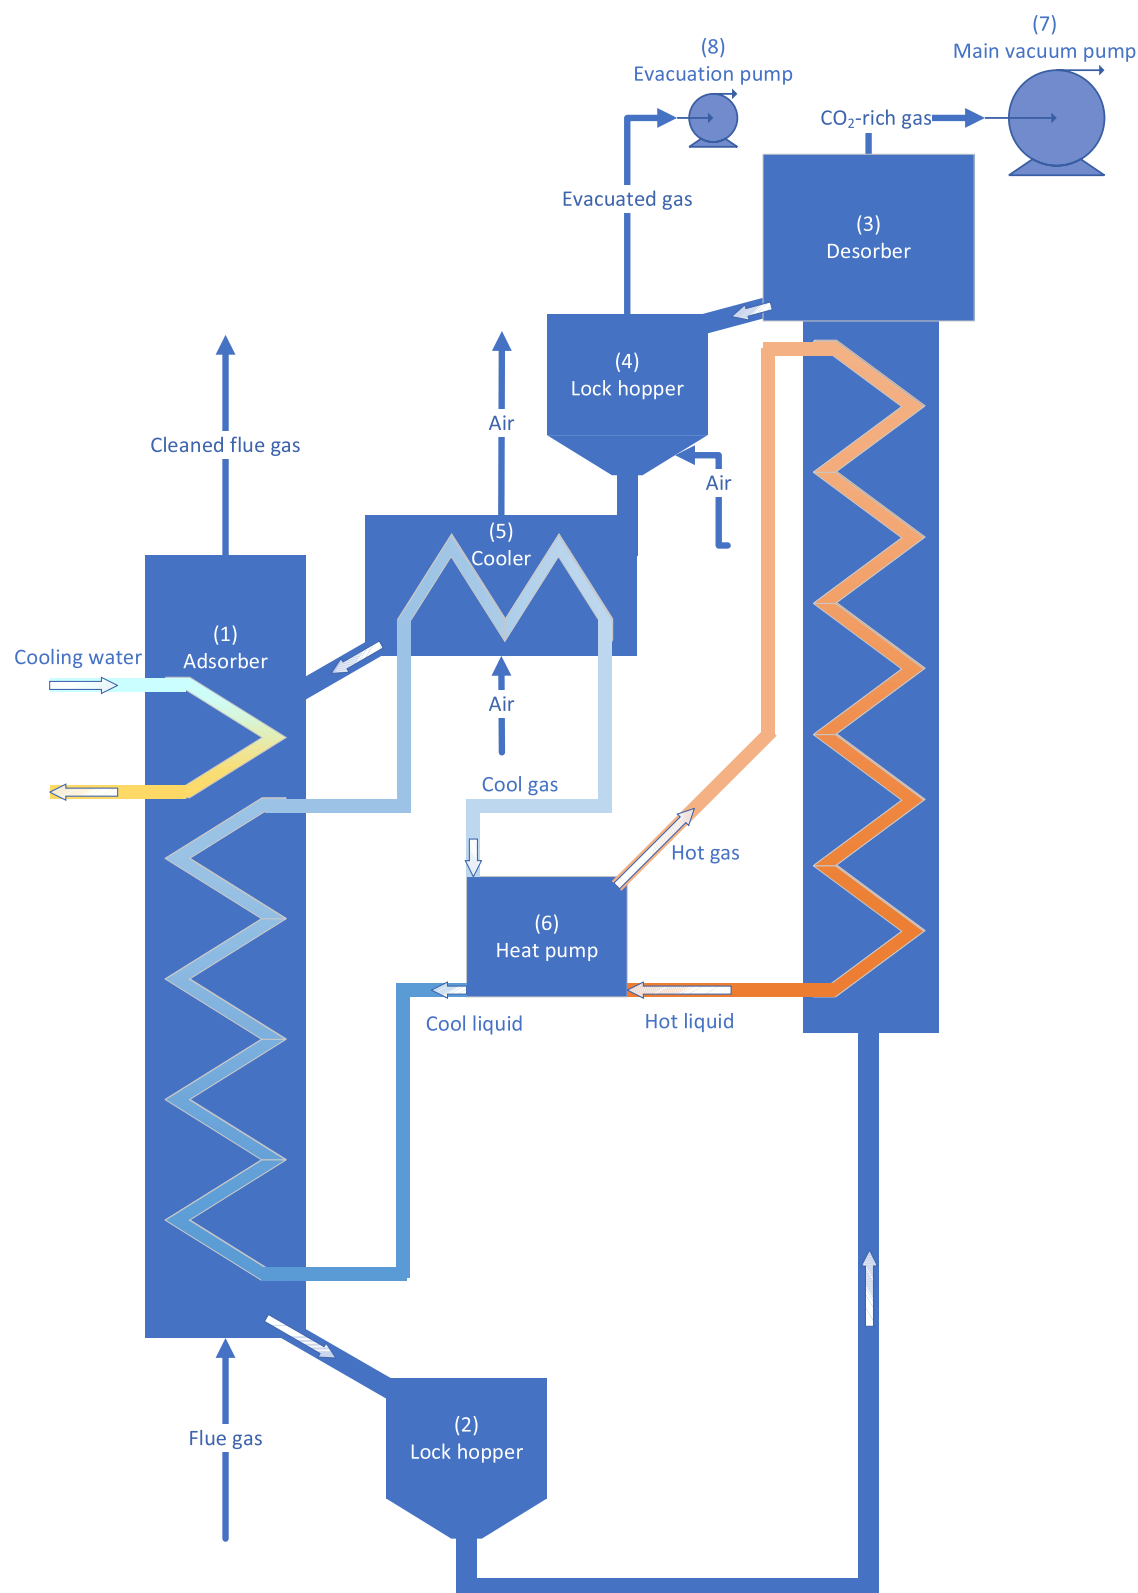 (7)
Main vacuum pump
(8)
Evacuation pump
CO₂-rich gas
Evacuated gas
(3)
Desorber
(4)
Lock hopper
Air
Cleaned flue gas
Air
(5)
Cooler
(1)
Adsorber
Cooling water
Air
Cool gas
Hot gas
(6)
Heat pump
Cool liquid
Hot liquid
Flue gas
(2)
Lock hopper